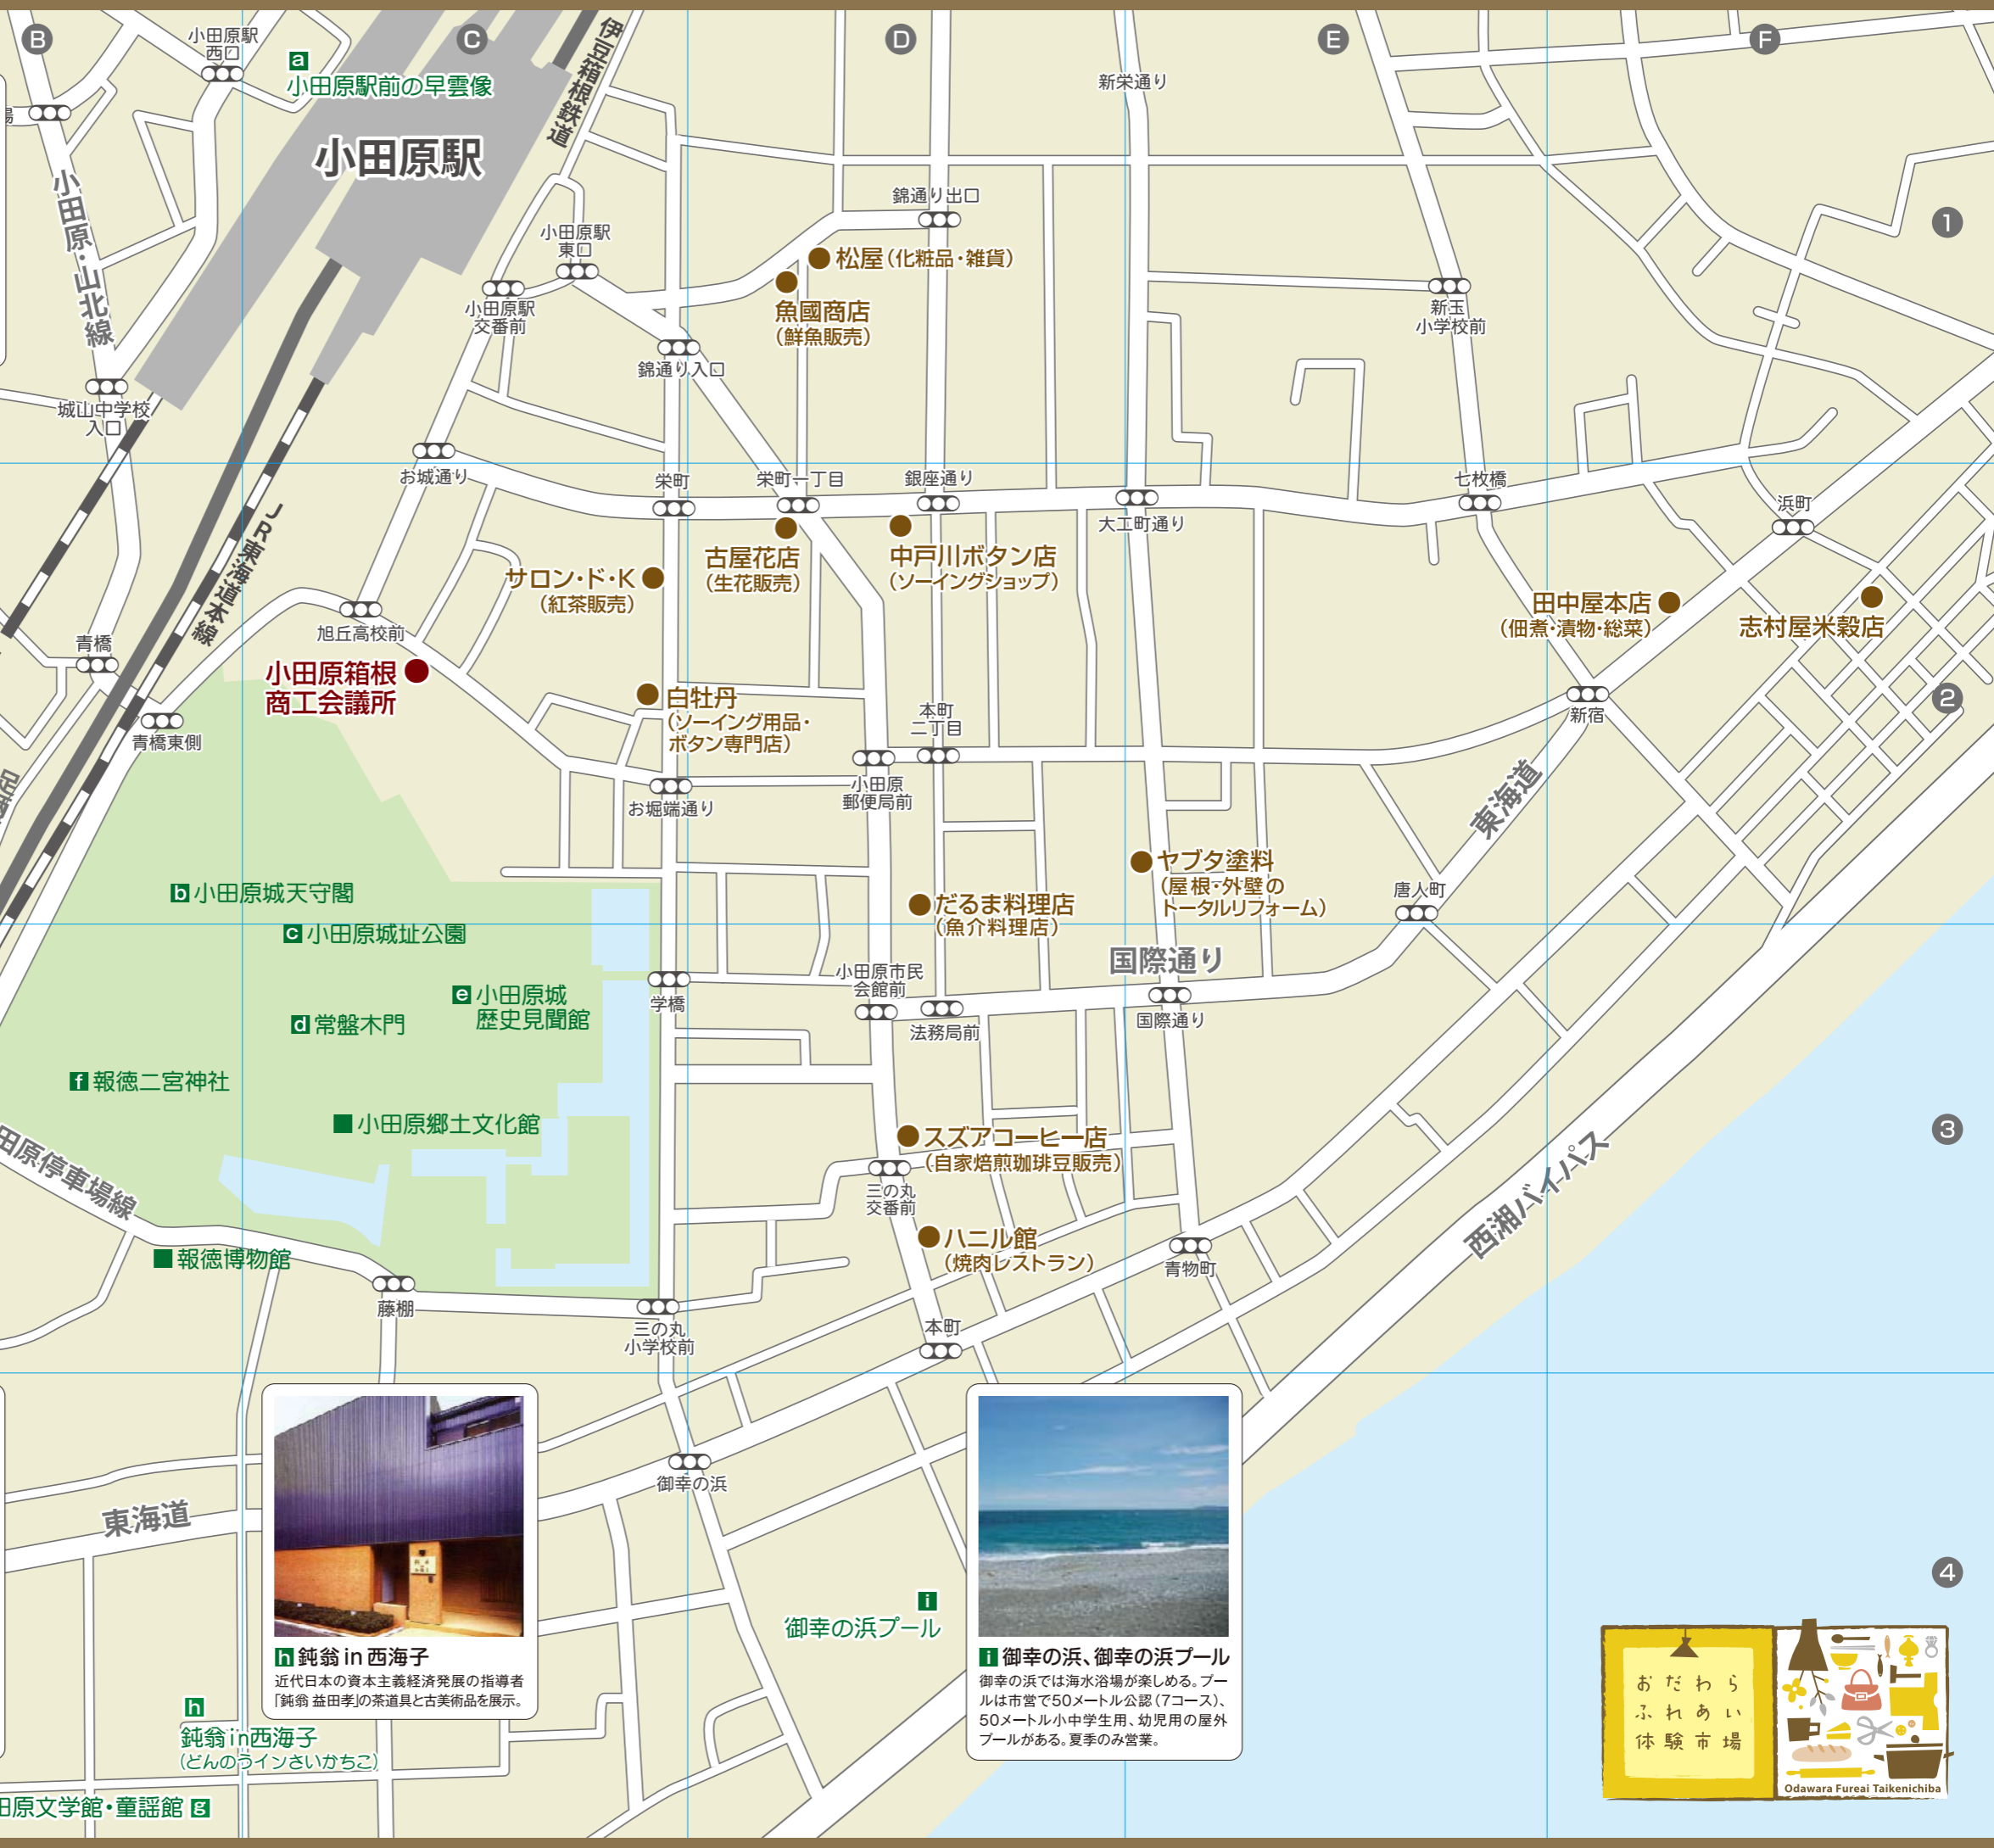 B
C
D
E
F
1
2
3
4
小田原駅
西口
a
小田原駅前の早雲像
伊豆箱根鉄道
小田原駅
新栄通り
小田原・山北線
錦通り出口
小田原駅
東口
松屋(化粧品・雑貨)
魚國商店
(鮮魚販売)
小田原駅
交番前
新玉
小学校前
錦通り入口
城山中学校
入口
お城通り
栄町
栄町一丁目
銀座通り
大工町通り
七枚橋
浜町
JR東海道本線
古屋花店
(生花販売)
中戸川ボタン店
(ソーイングショップ)
サロン・ド・K
(紅茶販売)
田中屋本店
(佃煮・漬物・総菜)
志村屋米穀店
旭丘高校前
青橋
小田原箱根
商工会議所
白牡丹
(ソーイング用品・
ボタン専門店)
本町
二丁目
新宿
青橋東側
小田原
郵便局前
お堀端通り
東海道
ヤブタ塗料
(屋根・外壁の
トータルリフォーム)
唐人町
b 小田原城天守閣
だるま料理店
(魚介料理店)
c 小田原城址公園
国際通り
小田原市民
会館前
e 小田原城
歴史見聞館
学橋
d 常盤木門
法務局前
国際通り
f 報徳二宮神社
小田原郷土文化館
スズアコーヒー店
(自家焙煎珈琲豆販売)
三の丸
交番前
西湘バイパス
田原停車場線
ハニル館
(焼肉レストラン)
報徳博物館
青物町
藤棚
三の丸
小学校前
本町
御幸の浜
東海道
h 鈍翁in西海子
近代日本の資本主義経済発展の指導者
「鈍翁 益田孝」の茶道具と古美術品を展示。
i
御幸の浜プール
i 御幸の浜、御幸の浜プール
御幸の浜では海水浴場が楽しめる。プー
ルは市営で50メートル公認(7コース)、
50メートル小中学生用、幼児用の屋外
プールがある。夏季のみ営業。
h
鈍翁in西海子
(どんのうインさいかちこ)
田原文学館・童謡館 g
おだわら
ふれあい
体験市場
Odawara Fureai Taikenichiba